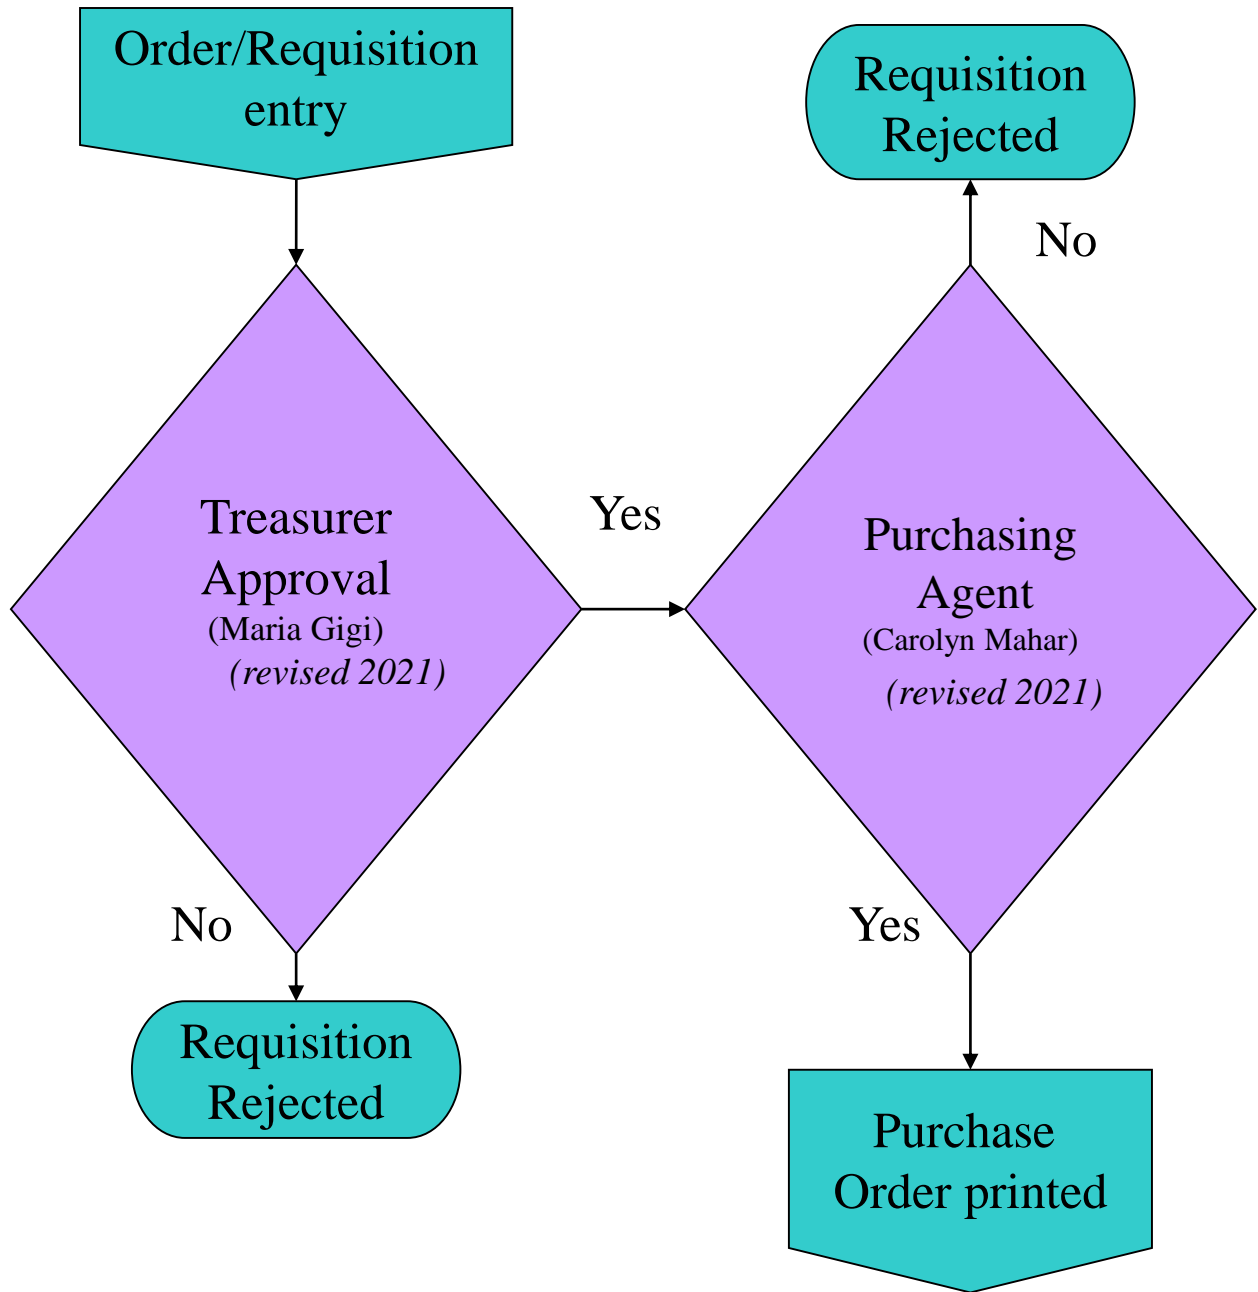 Order/Requisition
entry
Treasurer
Approval
(Maria Gigi)
(revised 2021)
No
Requisition
Rejected
Yes
Requisition
Rejected
No
Purchasing
Agent
(Carolyn Mahar)
(revised 2021)
Yes
Purchase
Order printed